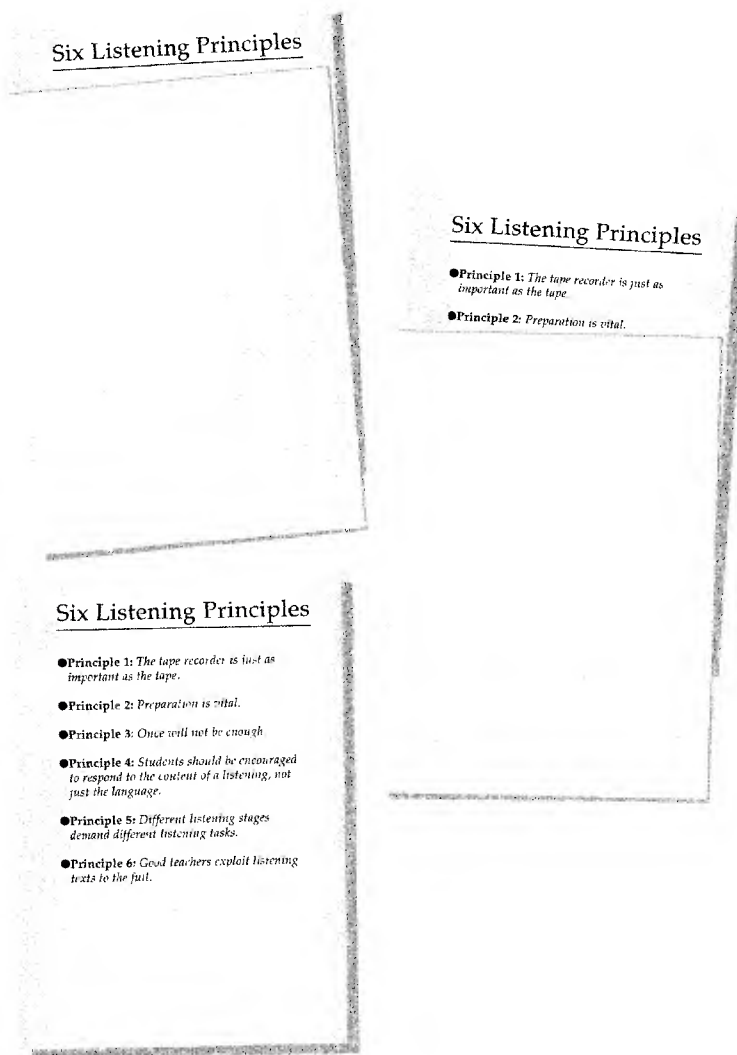 Six Listening Principles
Six Listening Principles
●Principle 1: The tape recorder is just as
important as the tape.
●Principle 2: Preparation is vital.
Six Listening Principles
●Principle 1: The tape recorder is just as
important as the tape.
●Principle 2: Preparation is vital.
●Principle 3: Once will not be enough
●Principle 4: Students should be encouraged
to respond to the content of a listening, not
just the language.
●Principle 5: Different listening stages
demand different listening tasks.
●Principle 6: Good teachers exploit listening
texts to the full.